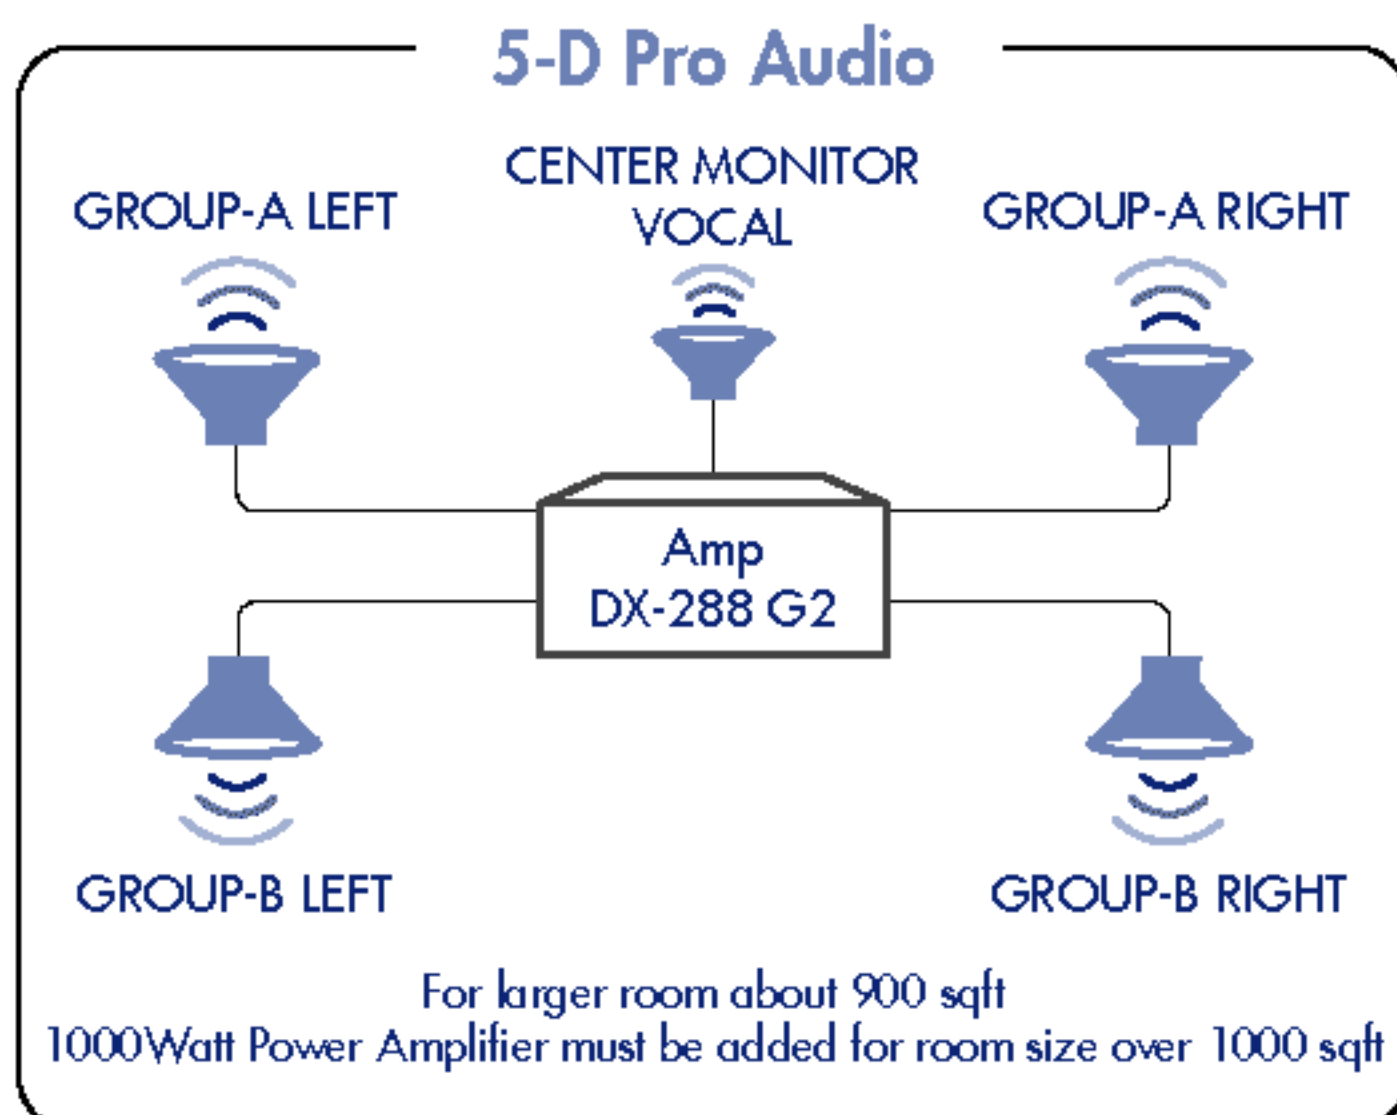 5-D Pro Audio
CENTER MONITOR
VOCAL
GROUP-A LEFT
GROUP-A RIGHT
Amp
DX-288 G2
GROUP-B LEFT
GROUP-B RIGHT
For larger room about 900 sqft
1000Watt Power Amplifier must be added for room size over 1000 sqft